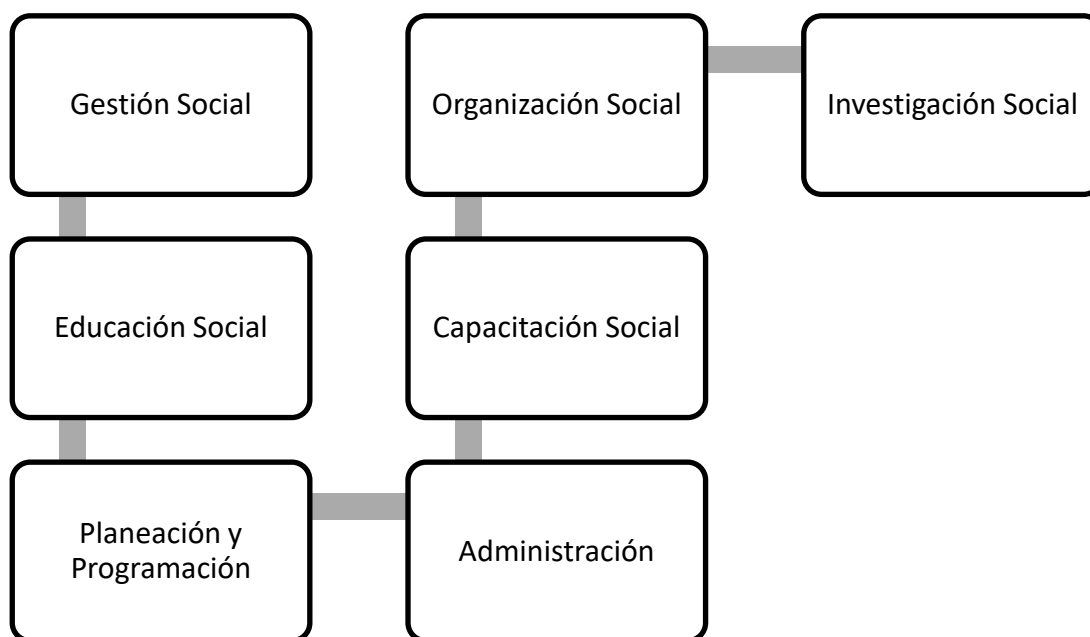 Gestión Social
Educación Social
Planeación y
Programación
Administración
Capacitación Social
Organización Social
Investigación Social